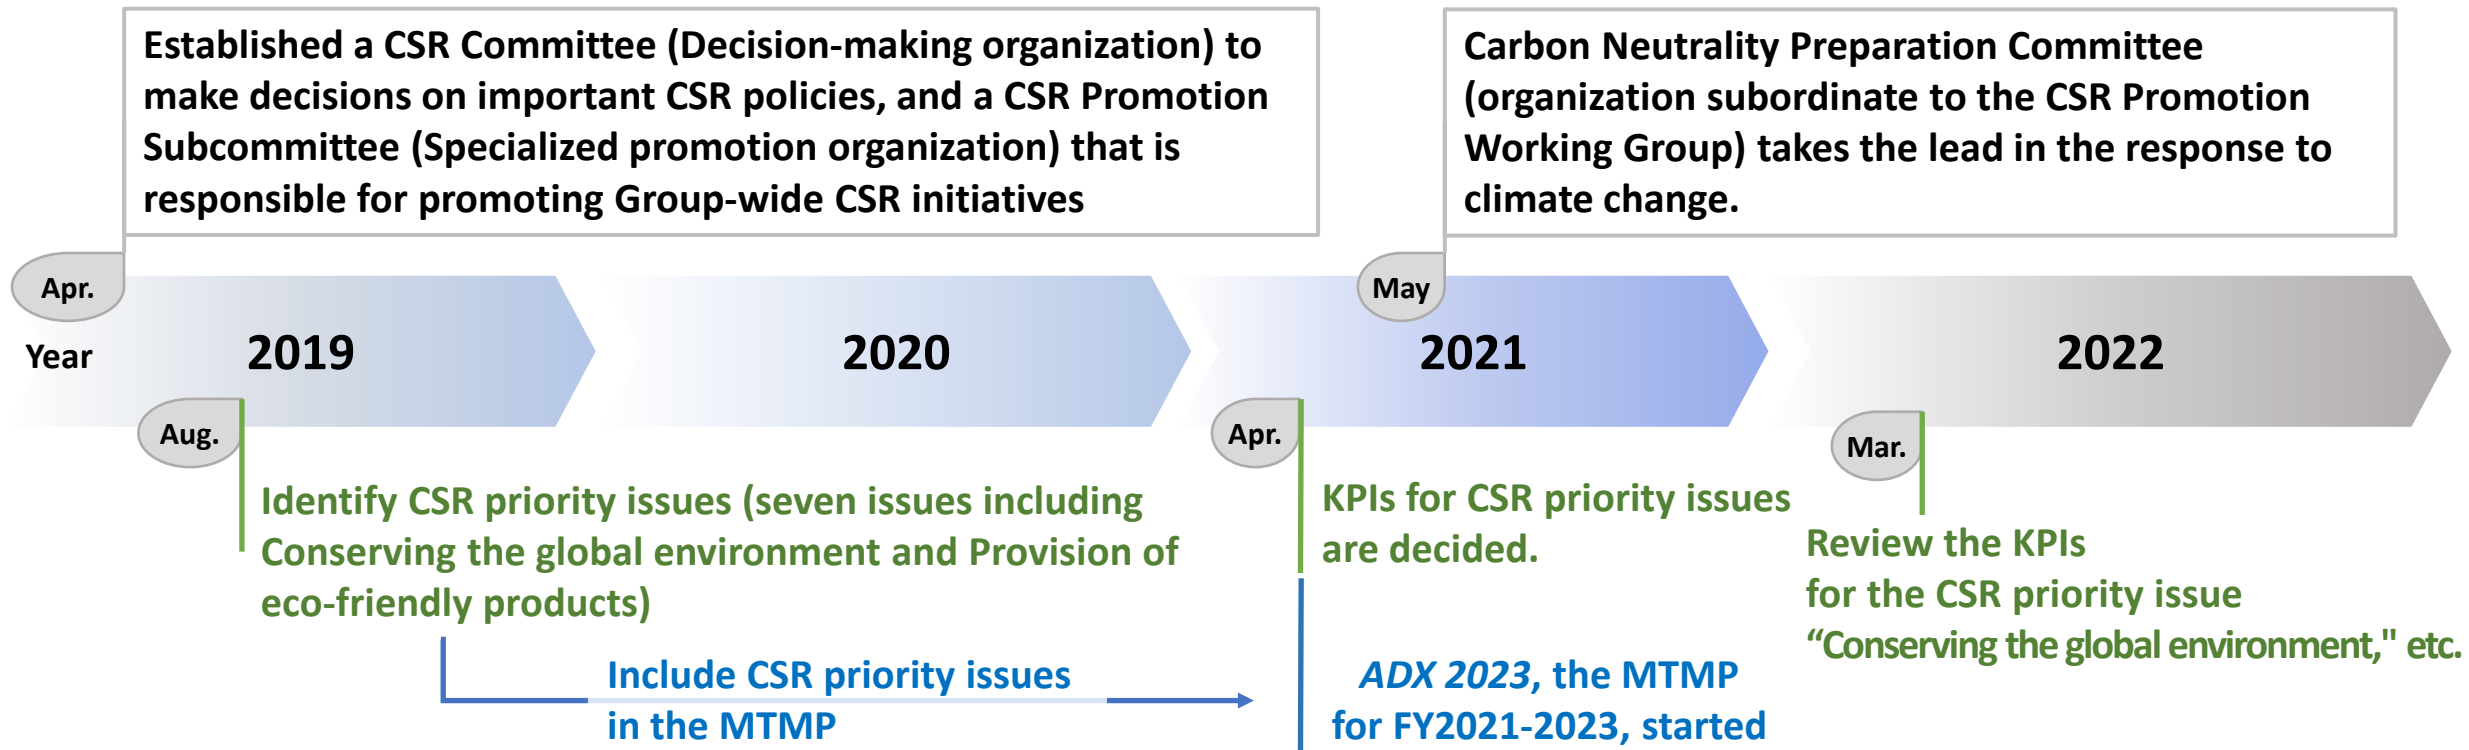 Established a CSR Committee (Decision-making organization) to
make decisions on important CSR policies, and a CSR Promotion
Subcommittee (Specialized promotion organization) that is
responsible for promoting Group-wide CSR initiatives
Carbon Neutrality Preparation Committee
(organization subordinate to the CSR Promotion
Working Group) takes the lead in the response to
climate change.
Apr.
May
Year
2019
2020
2021
2022
Aug.
Apr.
Mar.
Identify CSR priority issues (seven issues including
Conserving the global environment and Provision of
eco-friendly products)
KPIs for CSR priority issues
are decided.
Review the KPIs
for the CSR priority issue
“Conserving the global environment," etc.
Include CSR priority issues
in the MTMP
ADX 2023, the MTMP
for FY2021-2023, started